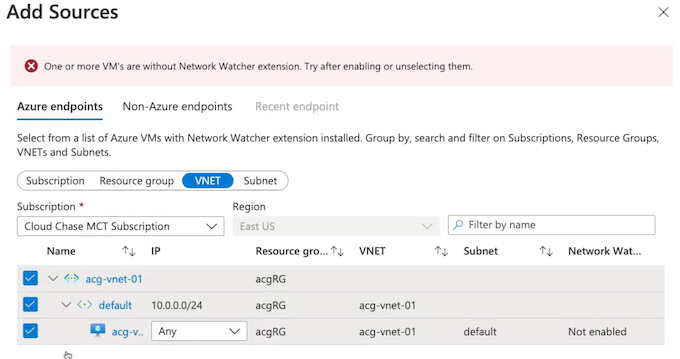 Add Sources
One or more VM's are without Network Watcher extension. Try after enabling or unselecting them.
Azure endpoints Non-Azure endpoints Recent endpoint
Select from a list of Azure VMs with Network Watcher extension installed. Group by, search and filter on Subscriptions, Resource Groups,
VNETs and Subnets.
Subscription Resource group VNET Subnet
Subscription * Region
Cloud Chase MCT Subscription East US Filter by name
Name IP Resource gro... VNET Subnet Network Wat...
acg-vnet-01 acgRG
default 10.0.0.0/24 acgRG acg-vnet-01
acg-v.. Any acgRG acg-vnet-01 default Not enabled